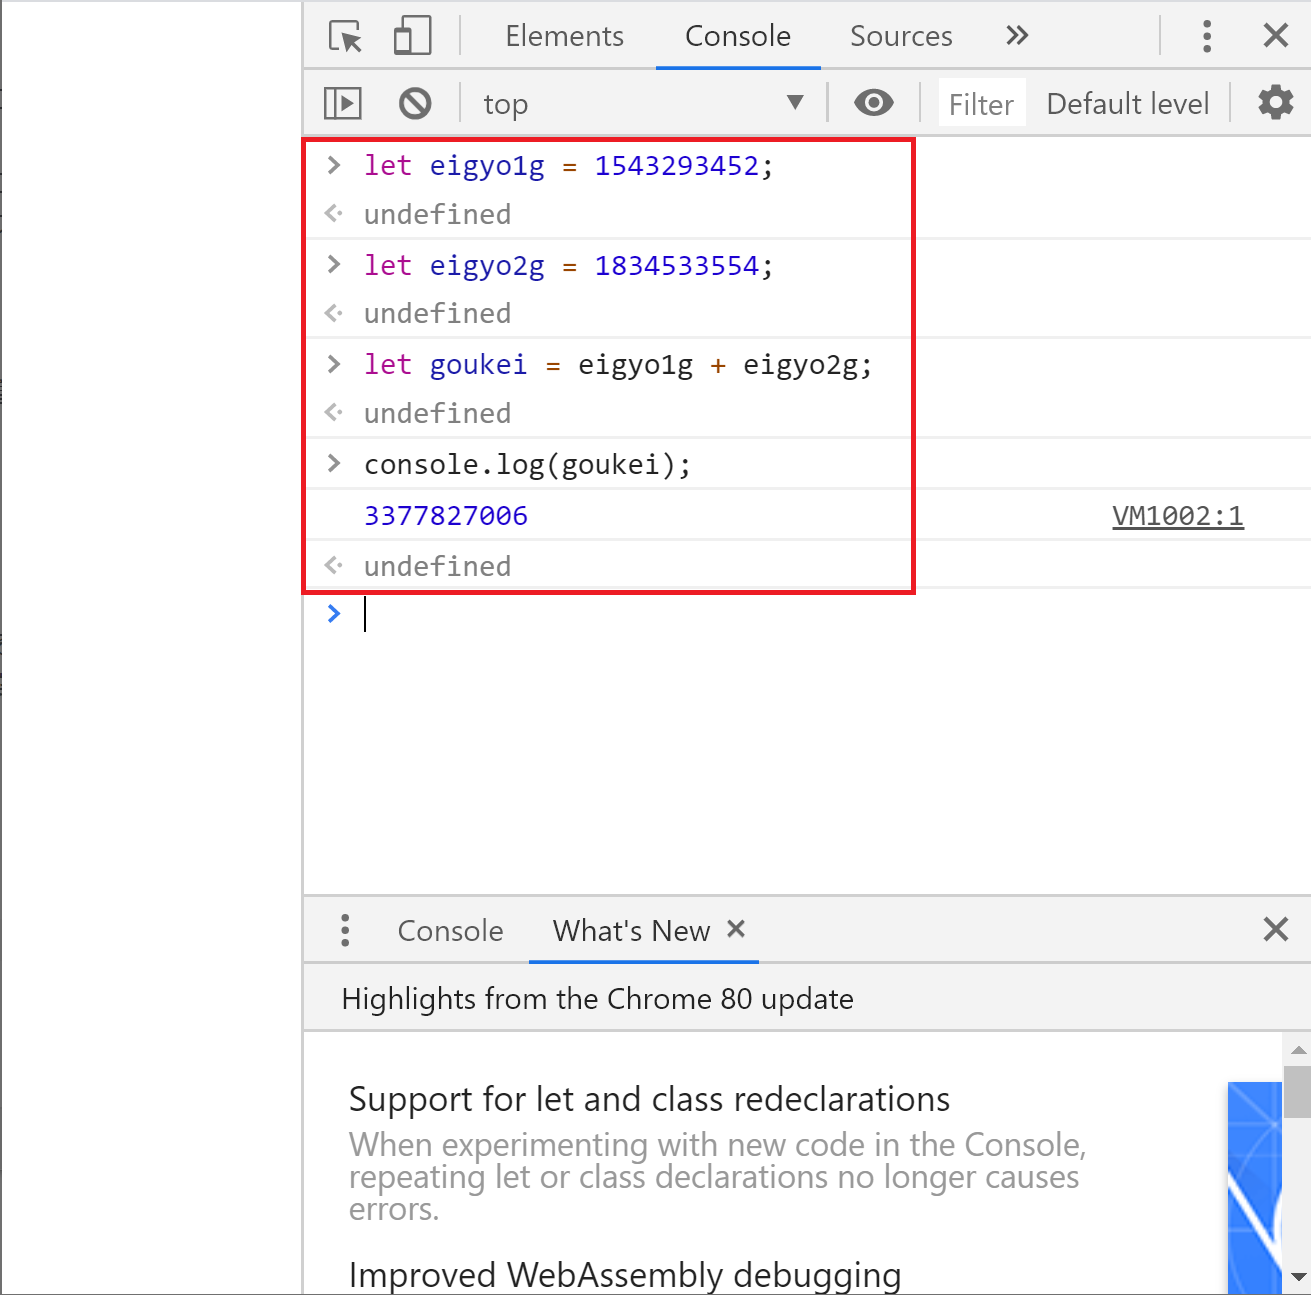 Elements Console Sources
top Filter Default level
let eigyo1g = 1543293452;
undefined
let eigyo2g = 1834533554;
undefined
let goukei = eigyo1g + eigyo2g;
undefined
console.log(goukei);
3377827006 VM1002:1
undefined
Console What's New
Highlights from the Chrome 80 update
Support for let and class redeclarations
When experimenting with new code in the Console,
repeating let or class declarations no longer causes
errors.
Improved WebAssembly debugging